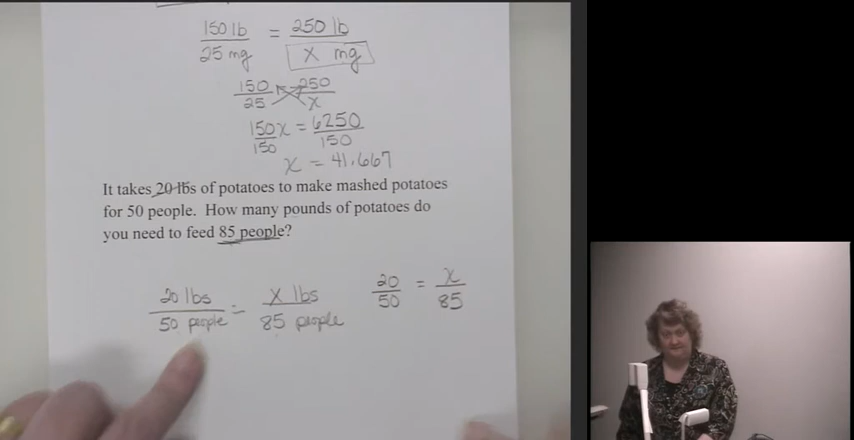 150 lb = 250 lb
25 mg x mg
150 250
25 x
150x = 6250
150 150
x = 41.667
It takes 20 lbs of potatoes to make mashed potatoes
for 50 people. How many pounds of potatoes do
you need to feed 85 people?
20 lbs = x lbs 20 = x
50 people 85 people 50 85